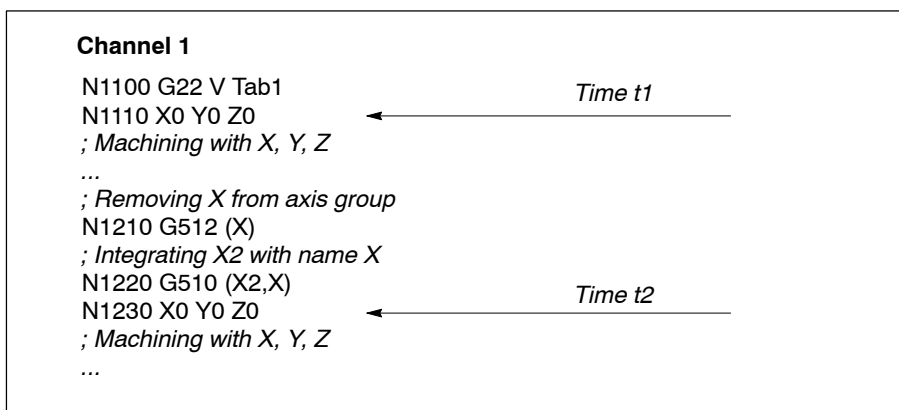 Channel 1
N1100 G22 V Tab1
Time t1
N1110 X0 Y0 Z0
; Machining with X, Y, Z
...
; Removing X from axis group
N1210 G512 (X)
; Integrating X2 with name X
N1220 G510 (X2,X)
Time t2
N1230 X0 Y0 Z0
; Machining with X, Y, Z
...